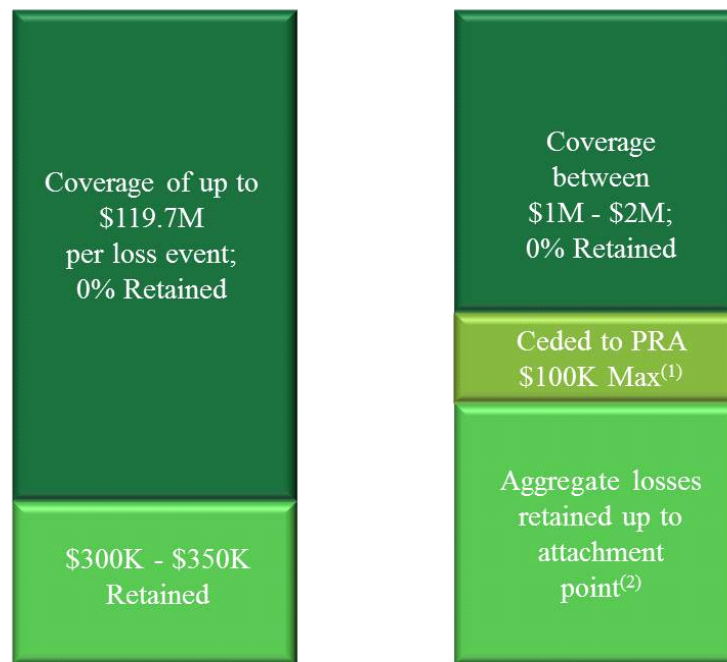 Coverage of up to
$119.7M
per loss event;
0% Retained
$300K - $350K
Retained
Coverage
between
$1M - $2M;
0% Retained
Ceded to PRA
$100K Max(1)
Aggregate losses
retained up to
attachment
point(2)